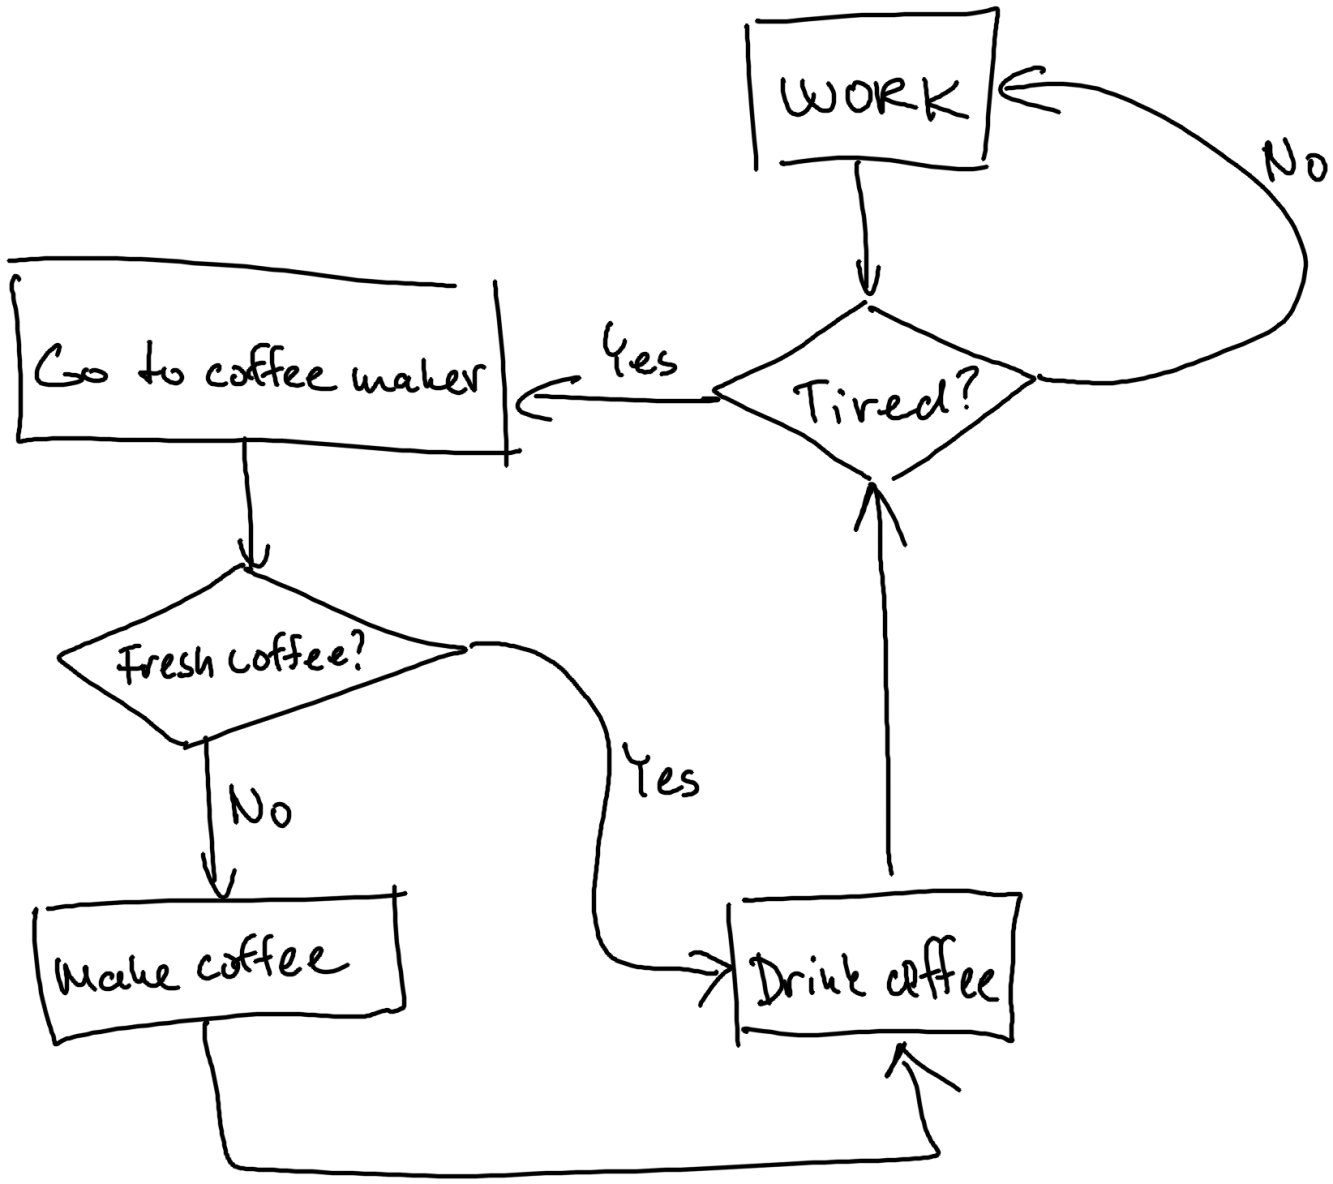 WORK
No
Tired?
Yes
Go to coffee maker
Fresh coffee?
Yes
No
Make coffee
Drink coffee